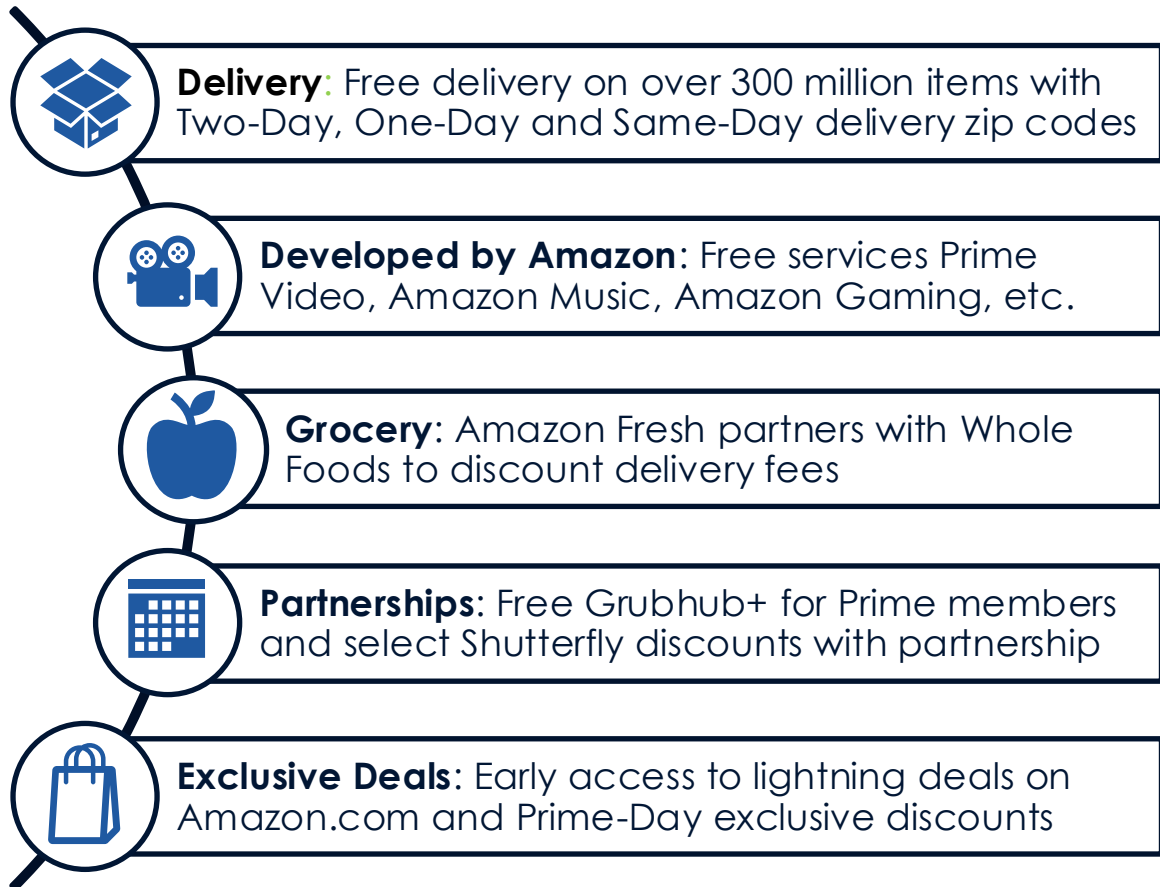 Delivery: Free delivery on over 300 million items with
Two-Day, One-Day and Same-Day delivery zip codes
Developed by Amazon: Free services Prime
Video, Amazon Music, Amazon Gaming, etc.
Grocery: Amazon Fresh partners with Whole
Foods to discount delivery fees
Partnerships: Free Grubhub+ for Prime members
and select Shutterfly discounts with partnership
Exclusive Deals: Early access to lightning deals on
Amazon.com and Prime-Day exclusive discounts